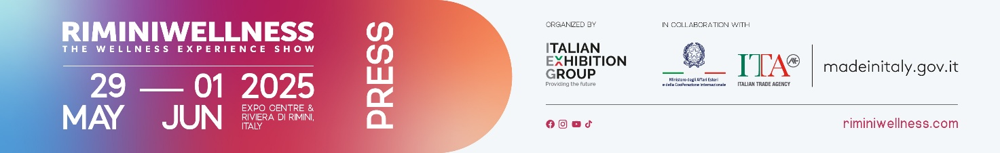 RIMINIWELLNESS
THE WELLNESS EXPERIENCE SHOW
29 — 01 2025
MAY JUN
EXPO CENTRE &
RIVIERA DI RIMINI,
ITALY
PRESS
ORGANIZED BY
ITALIAN
EXHIBITION
GROUP
Providing the future
IN COLLABORATION WITH
Ministero degli Affari Esteri
e della Cooperazione Internazionale
ITA
ITALIAN TRADE AGENCY
madeinitaly.gov.it
riminiwellness.com